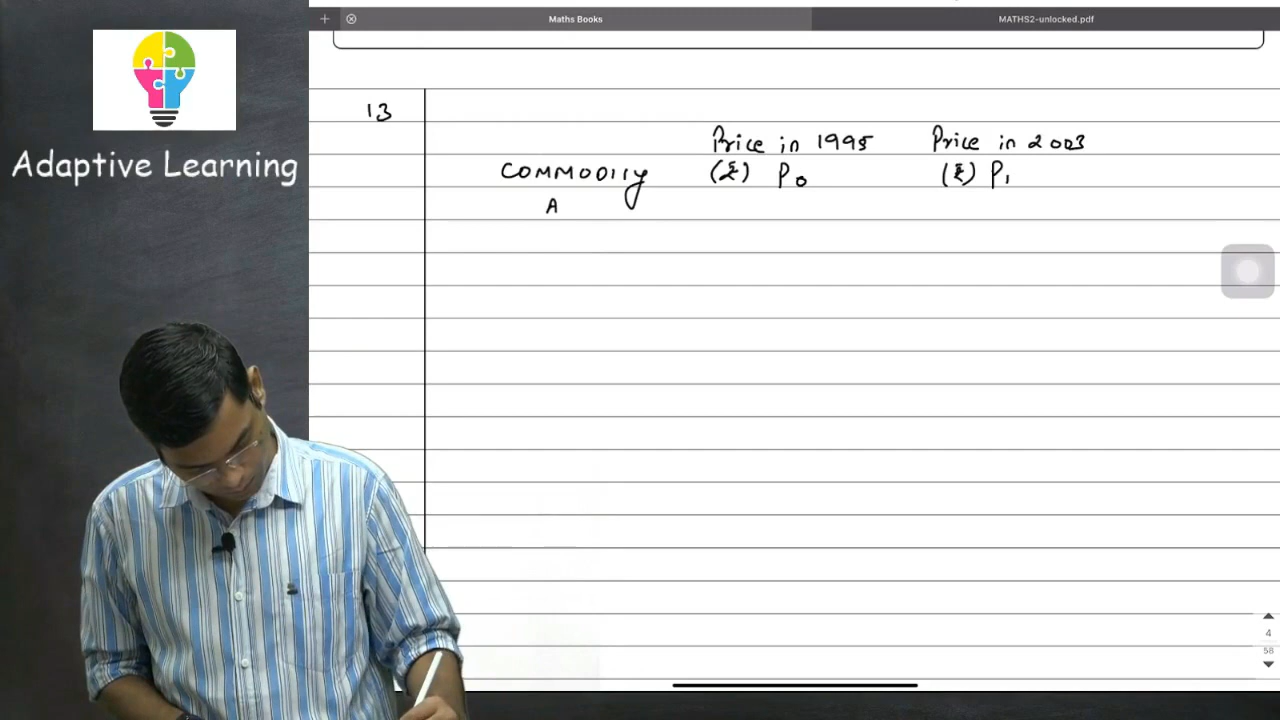 Maths Books
MATHS2-unlocked.pdf
Adaptive Learning
13
Price in 1995 Price in 2003
COMMODITy (₹) P₀ (₹) P₁
A
4
58